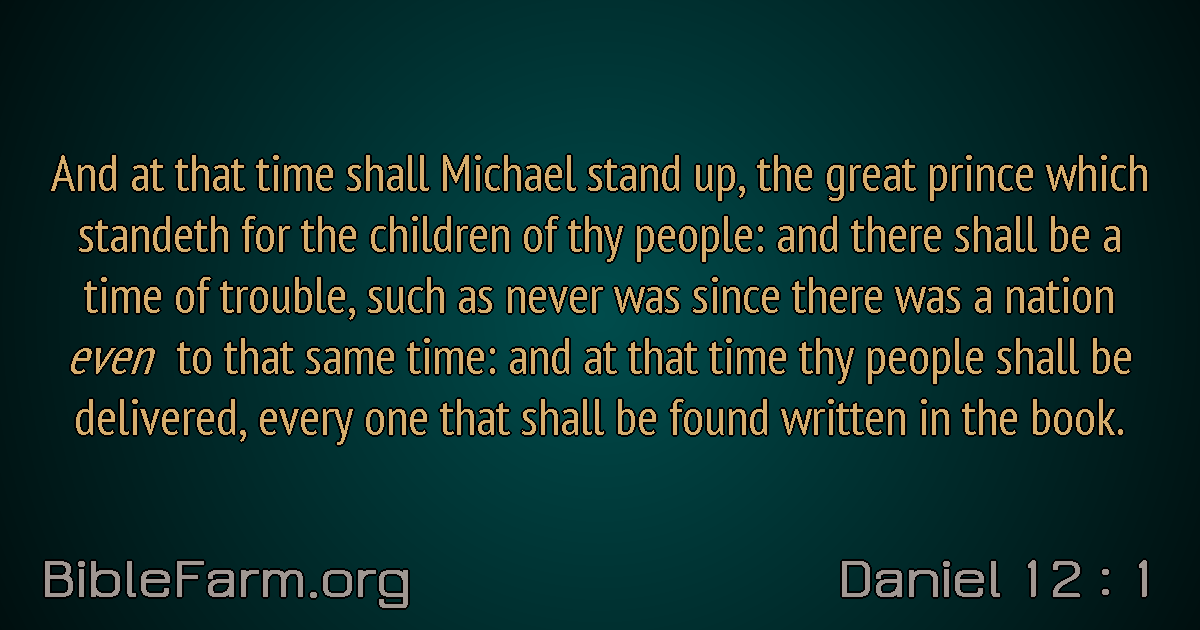 And at that time shall Michael stand up, the great prince which
standeth for the children of thy people: and there shall be a
time of trouble, such as never was since there was a nation
even to that same time: and at that time thy people shall be
delivered, every one that shall be found written in the book.
BibleFarm.org
Daniel 12 : 1